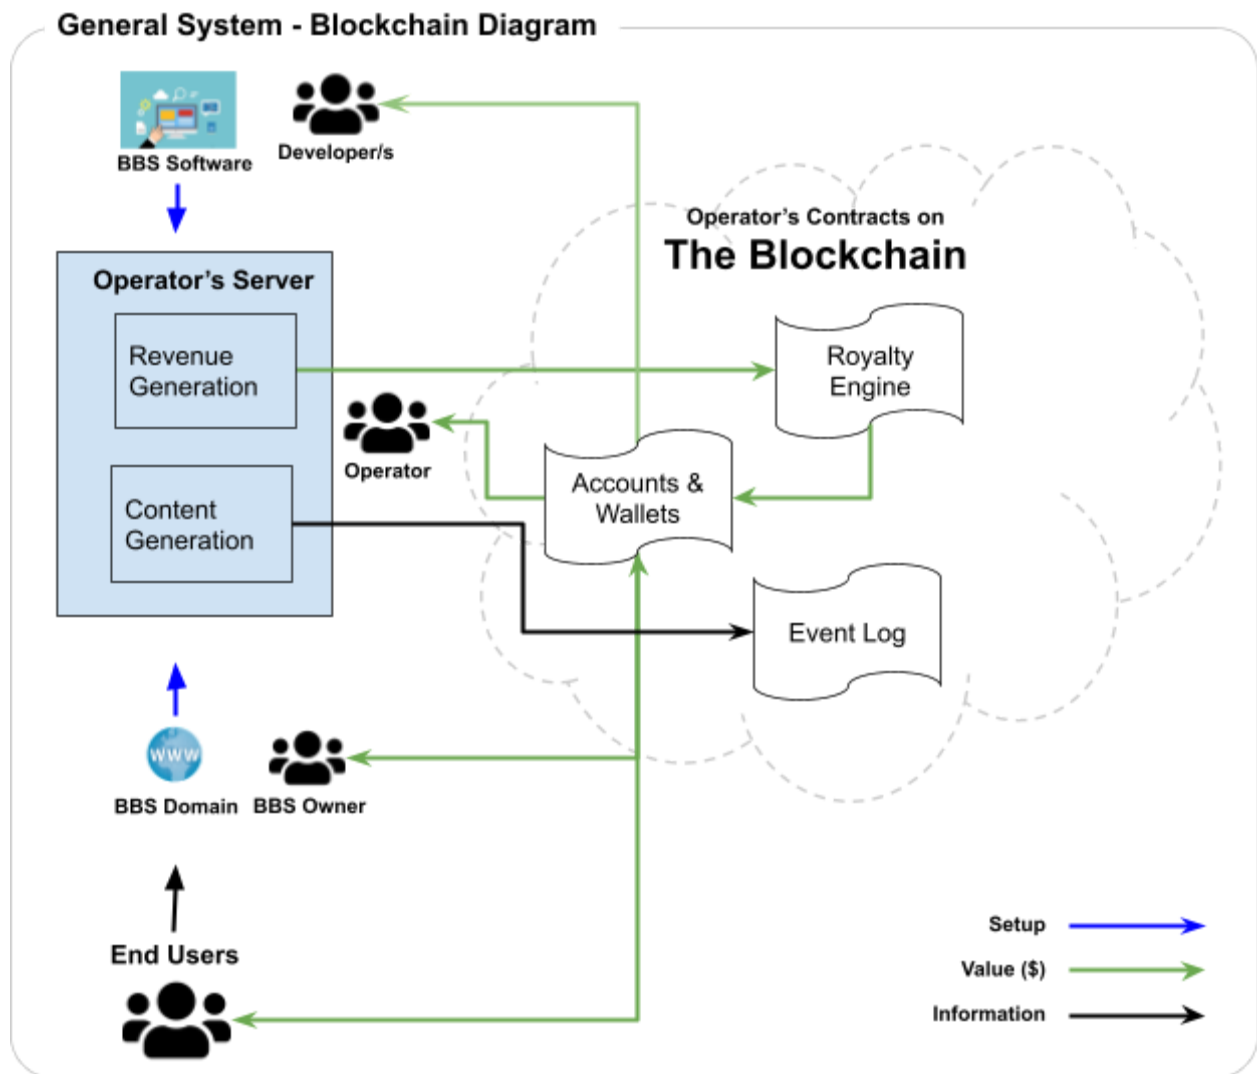 General System - Blockchain Diagram
BBS Software
Developer/s
Operator's Contracts on
The Blockchain
Operator's Server
Revenue
Generation
Royalty
Engine
Operator
Accounts &
Wallets
Content
Generation
Event Log
WWW
BBS Domain
BBS Owner
End Users
Setup
Value ($)
Information